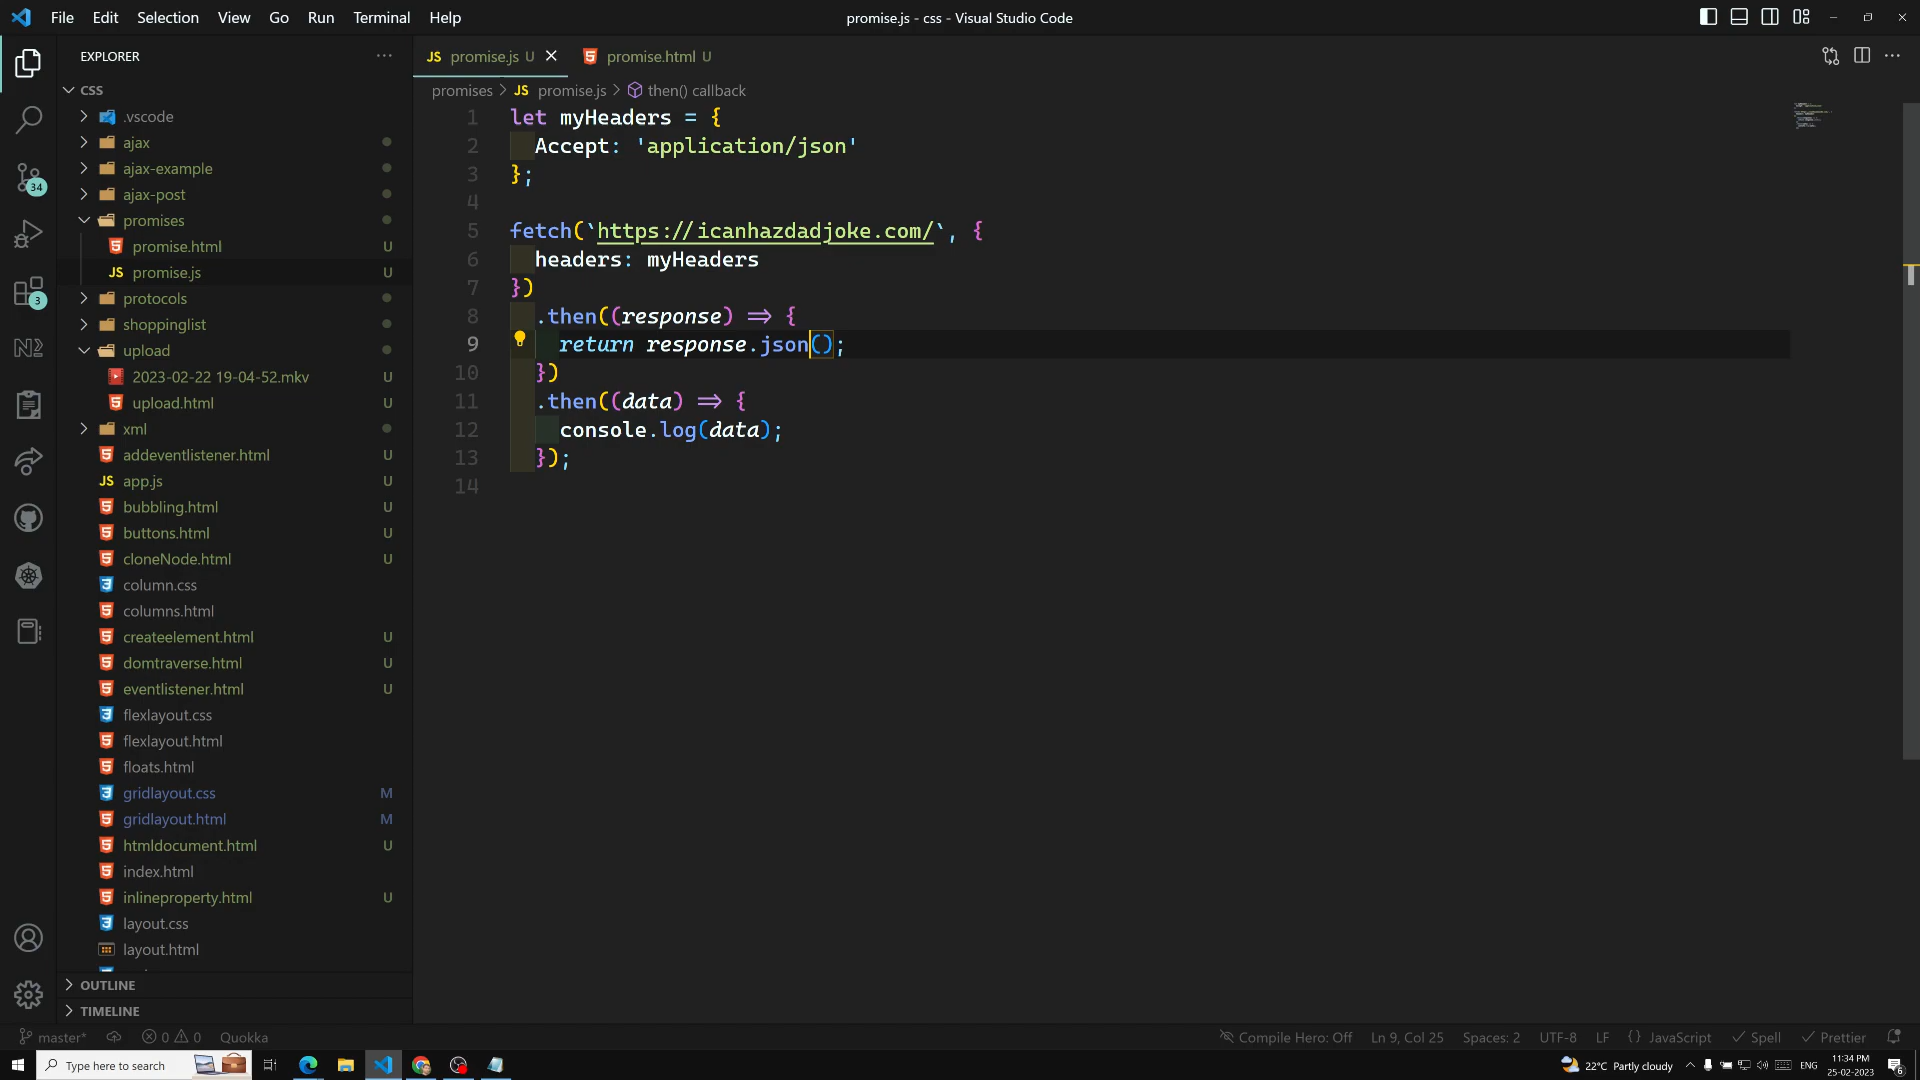 File Edit Selection View Go Run Terminal Help
promise.js - css - Visual Studio Code
EXPLORER
CSS
.vscode
ajax
ajax-example
ajax-post
promises
promise.html U
promise.js U
protocols
shoppinglist
upload
2023-02-22 19-04-52.mkv U
upload.html U
xml
addeventlistener.html U
app.js U
bubbling.html U
buttons.html U
cloneNode.html U
column.css
columns.html
createelement.html U
domtraverse.html U
eventlistener.html U
flexlayout.css
flexlayout.html
floats.html
gridlayout.css M
gridlayout.html M
htmldocument.html U
index.html
inlineproperty.html U
layout.css
layout.html
OUTLINE
TIMELINE
34
3
JS promise.js U
promise.html U
promises > JS promise.js > then() callback
1 let myHeaders = {
2 Accept: 'application/json'
3 };
4
5 fetch(`https://icanhazdadjoke.com/`, {
6 headers: myHeaders
7 })
8 .then((response) => {
9 return response.json();
10 })
11 .then((data) => {
12 console.log(data);
13 });
14
master* 0 0 Quokka
Compile Hero: Off Ln 9, Col 25 Spaces: 2 UTF-8 LF {} JavaScript Spell Prettier
Type here to search
22°C Partly cloudy ENG 11:34 PM
25-02-2023
6